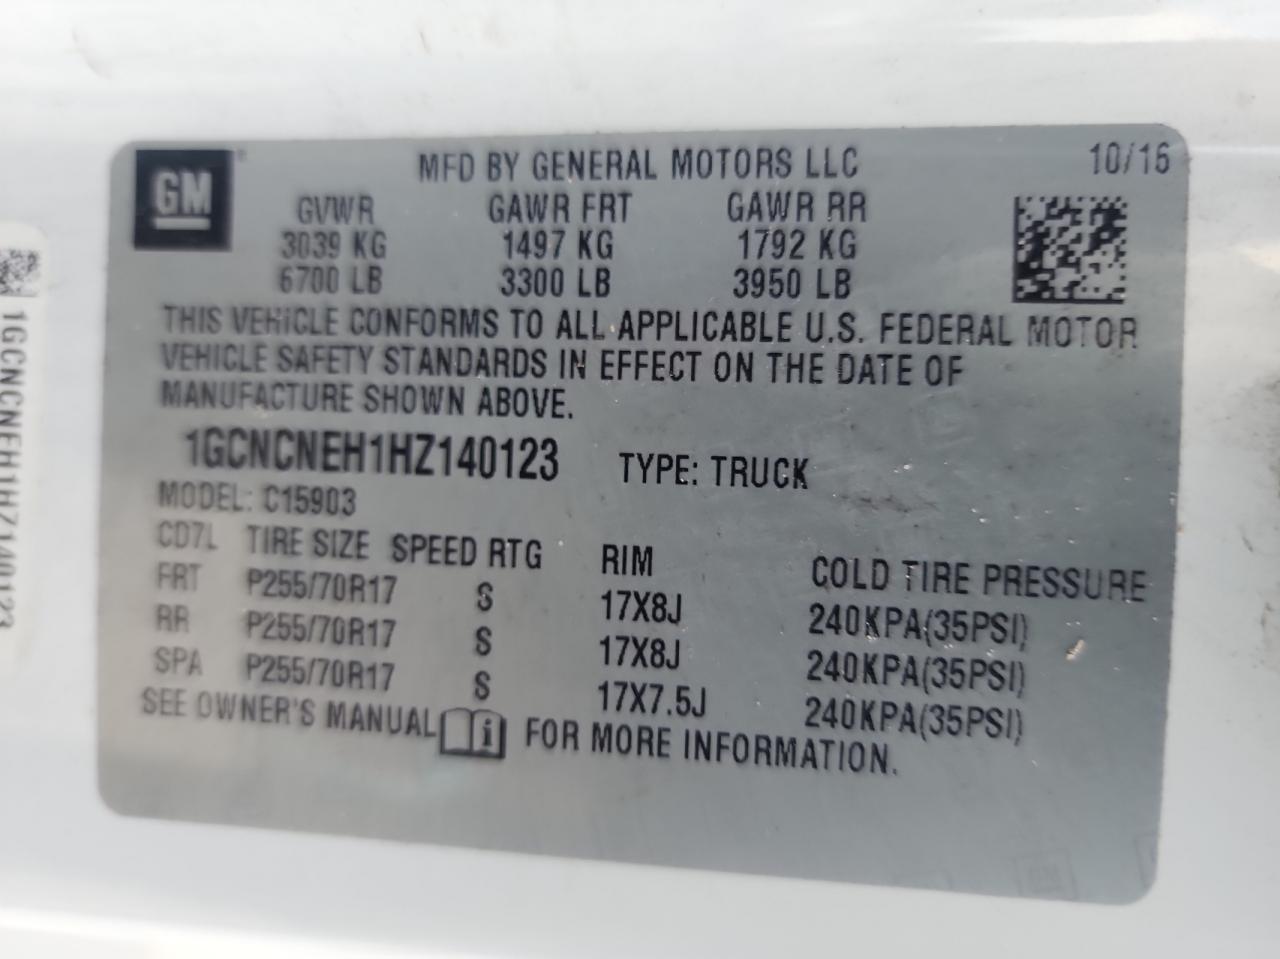 GM
MFD BY GENERAL MOTORS LLC 10/16
GVWR GAWR FRT GAWR RR
3039 KG 1497 KG 1792 KG
6700 LB 3300 LB 3950 LB
THIS VEHICLE CONFORMS TO ALL APPLICABLE U.S. FEDERAL MOTOR
VEHICLE SAFETY STANDARDS IN EFFECT ON THE DATE OF
MANUFACTURE SHOWN ABOVE.
1GCNCNEH1HZ140123 TYPE: TRUCK
MODEL: C15903
CD7L TIRE SIZE SPEED RTG RIM COLD TIRE PRESSURE
FRT P255/70R17 S 17X8J 240KPA(35PSI)
RR P255/70R17 S 17X8J 240KPA(35PSI)
SPA P255/70R17 S 17X7.5J 240KPA(35PSI)
SEE OWNER'S MANUAL i FOR MORE INFORMATION.
1GCNCNEH1HZ140123
GM